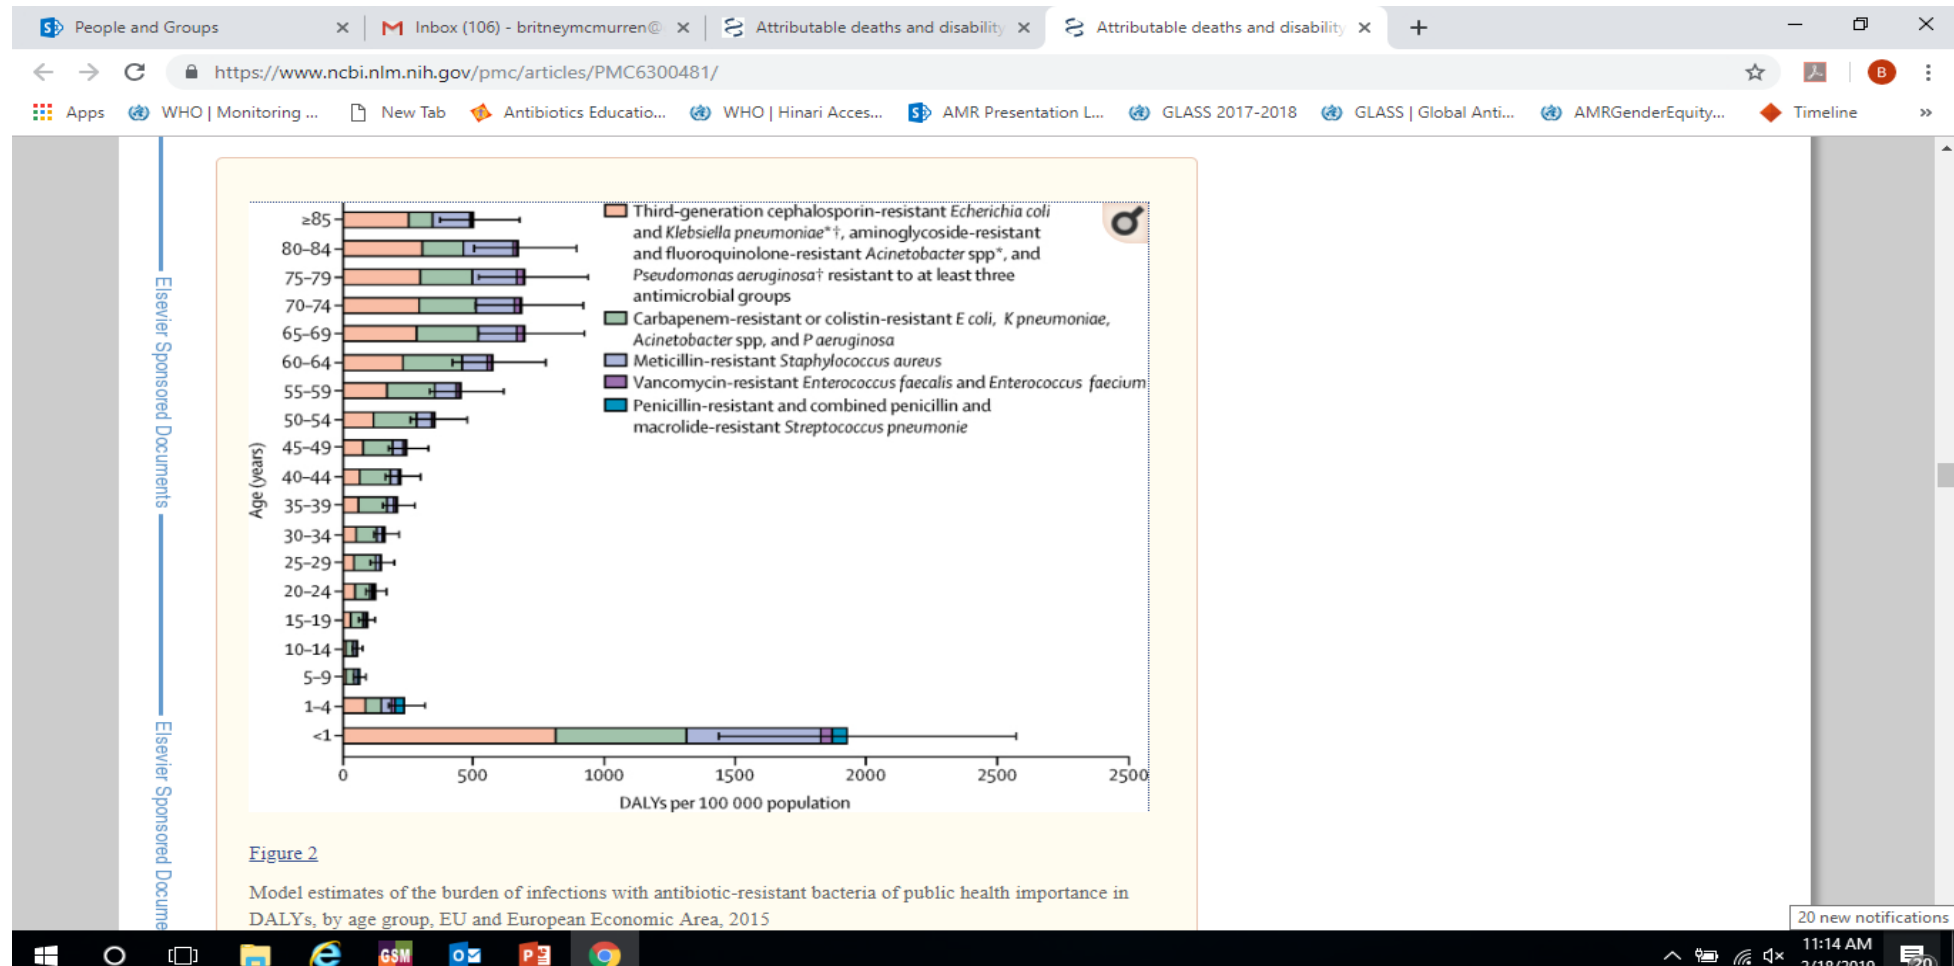 People and Groups
Inbox (106) - britneymcmurren@
Attributable deaths and disability
Attributable deaths and disability
https://www.ncbi.nlm.nih.gov/pmc/articles/PMC6300481/
B
Apps
WHO | Monitoring ...
New Tab
Antibiotics Educatio...
WHO | Hinari Acces...
AMR Presentation L...
GLASS 2017-2018
GLASS | Global Anti...
AMRGenderEquity...
Timeline
»
Elsevier Sponsored Documents
Elsevier Sponsored Docume
Age (years)
≥85
80–84
75–79
70–74
65–69
60–64
55–59
50–54
45–49
40–44
35–39
30–34
25–29
20–24
15–19
10–14
5–9
1–4
<1
Third-generation cephalosporin-resistant Echerichia coli
and Klebsiella pneumoniae*†, aminoglycoside-resistant
and fluoroquinolone-resistant Acinetobacter spp*, and
Pseudomonas aeruginosa† resistant to at least three
antimicrobial groups
Carbapenem-resistant or colistin-resistant E coli, K pneumoniae,
Acinetobacter spp, and P aeruginosa
Meticillin-resistant Staphylococcus aureus
Vancomycin-resistant Enterococcus faecalis and Enterococcus faecium
Penicillin-resistant and combined penicillin and
macrolide-resistant Streptococcus pneumonie
0 500 1000 1500 2000 2500 2500
DALYs per 100 000 population
Figure 2
Model estimates of the burden of infections with antibiotic-resistant bacteria of public health importance in
DALYs, by age group, EU and European Economic Area, 2015
20 new notifications
GSM
11:14 AM
20